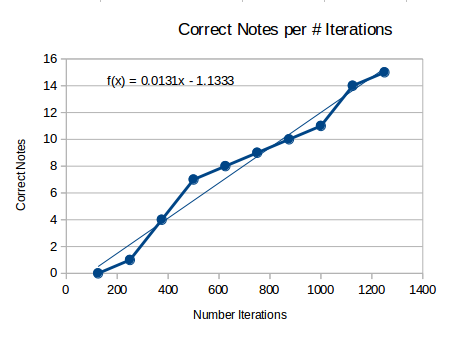 Correct Notes per # Iterations
16
14
12
10
8
6
4
2
0
f(x) = 0.0131x - 1.1333
Correct Notes
0 200 400 600 800 1000 1200 1400
Number Iterations